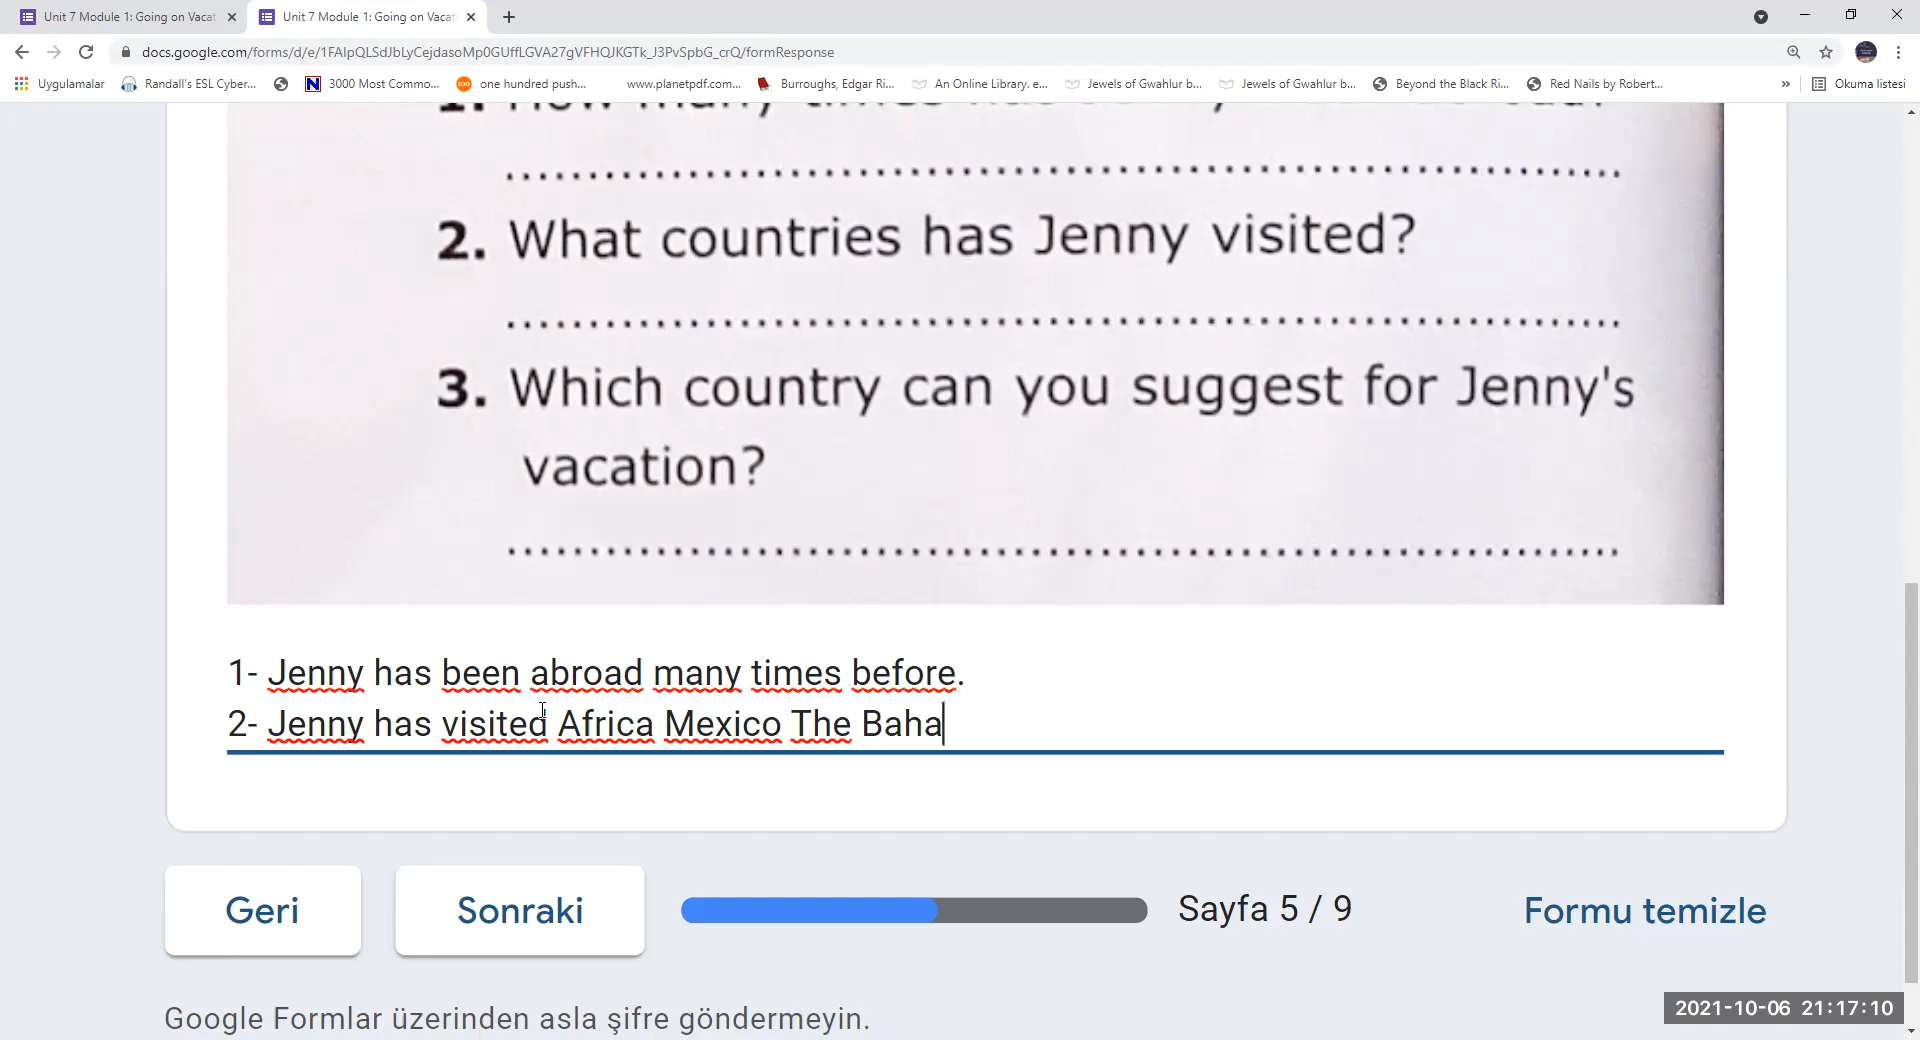 Unit 7 Module 1: Going on Vacat
Unit 7 Module 1: Going on Vacat
docs.google.com/forms/d/e/1FAIpQLSdJbLyCejdasoMp0GUffLGVA27gVFHQJKGTk_J3PvSpbG_crQ/formResponse
Uygulamalar
Randall's ESL Cyber...
3000 Most Commo...
100
one hundred push...
www.planetpdf.com...
Burroughs, Edgar Ri...
An Online Library. e...
Jewels of Gwahlur b...
Jewels of Gwahlur b...
Beyond the Black Ri...
Red Nails by Robert...
»
Okuma listesi
1. How many times
2. What countries has Jenny visited?
3. Which country can you suggest for Jenny's
vacation?
1- Jenny has been abroad many times before.
2- Jenny has visited Africa Mexico The Baha
Geri
Sonraki
Sayfa 5 / 9
Formu temizle
Google Formlar üzerinden asla şifre göndermeyin.
2021-10-06 21:17:10